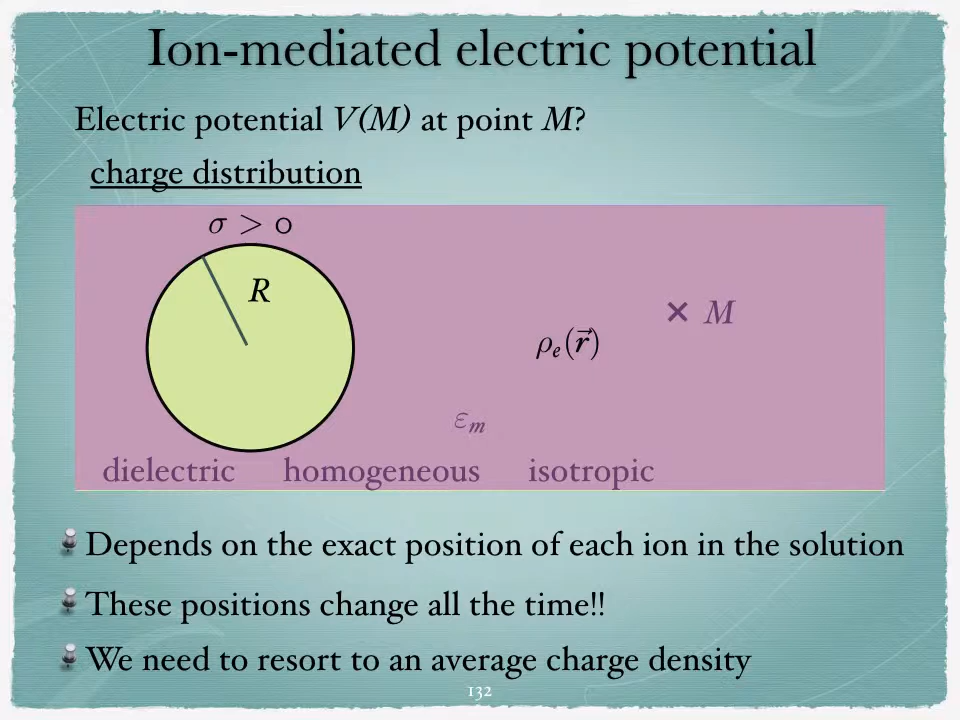 Ion-mediated electric potential
Electric potential V(M) at point M?
charge distribution
σ > 0
R
× M
ρₑ(r⃗)
εₘ
dielectric homogeneous isotropic
Depends on the exact position of each ion in the solution
These positions change all the time!!
We need to resort to an average charge density
132